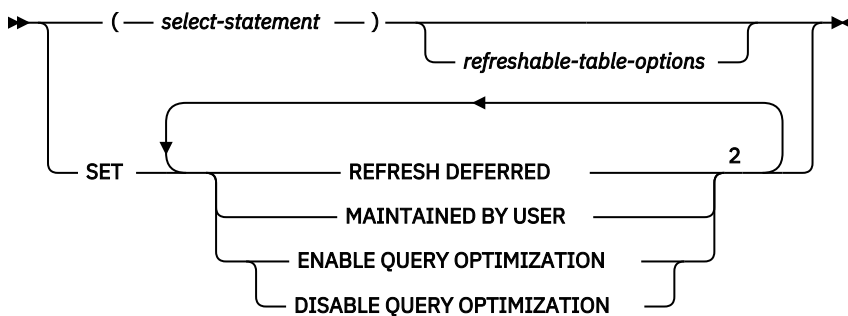 ( select-statement )
refreshable-table-options
SET REFRESH DEFERRED 2
MAINTAINED BY USER
ENABLE QUERY OPTIMIZATION
DISABLE QUERY OPTIMIZATION